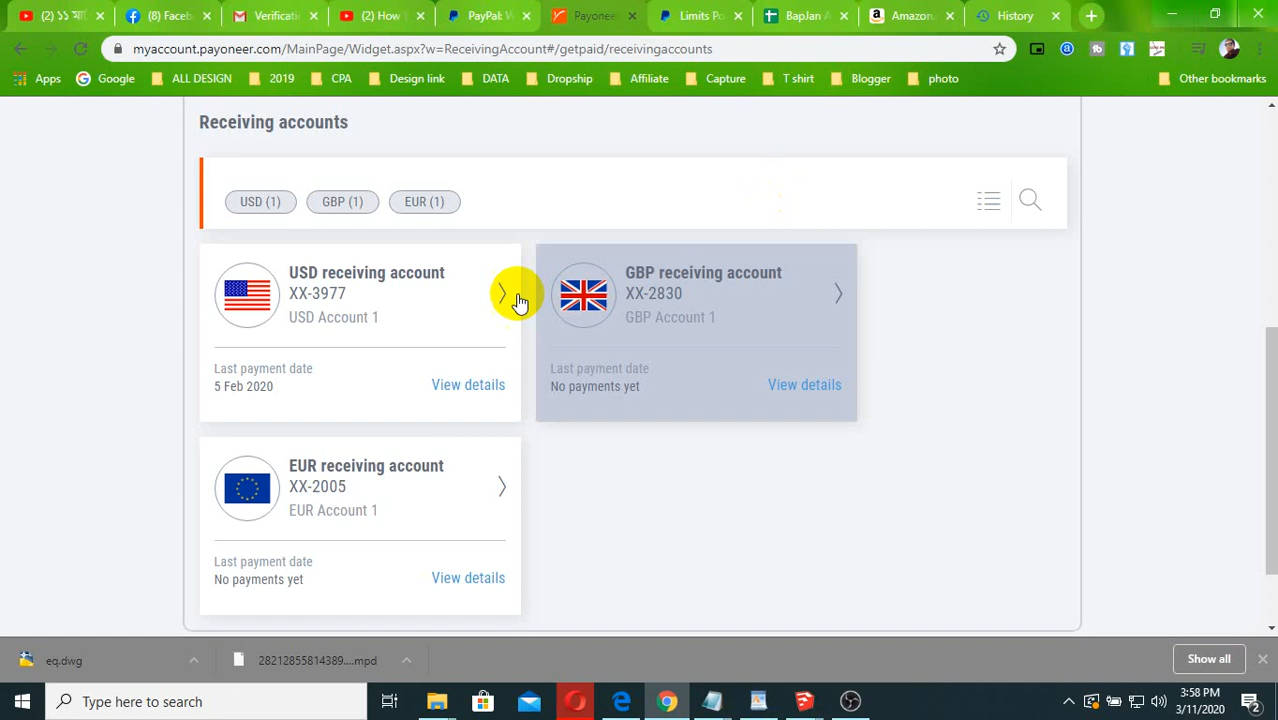 (2) ১১
(8) Faceb
Verificati
(2) How
PayPal: W
Payoneer
Limits Po
BapJan A
Amazon
History
myaccount.payoneer.com/MainPage/Widget.aspx?w=ReceivingAccount#/getpaid/receivingaccounts
Apps
Google
ALL DESIGN
2019
CPA
Design link
DATA
Dropship
Affiliate
Capture
T shirt
Blogger
photo
Other bookmarks
Receiving accounts
USD (1)
GBP (1)
EUR (1)
USD receiving account
XX-3977
USD Account 1
Last payment date
5 Feb 2020
View details
GBP receiving account
XX-2830
GBP Account 1
Last payment date
No payments yet
View details
EUR receiving account
XX-2005
EUR Account 1
Last payment date
No payments yet
View details
eq.dwg
28212855814389....mpd
Show all
Type here to search
3:58 PM
3/11/2020
2